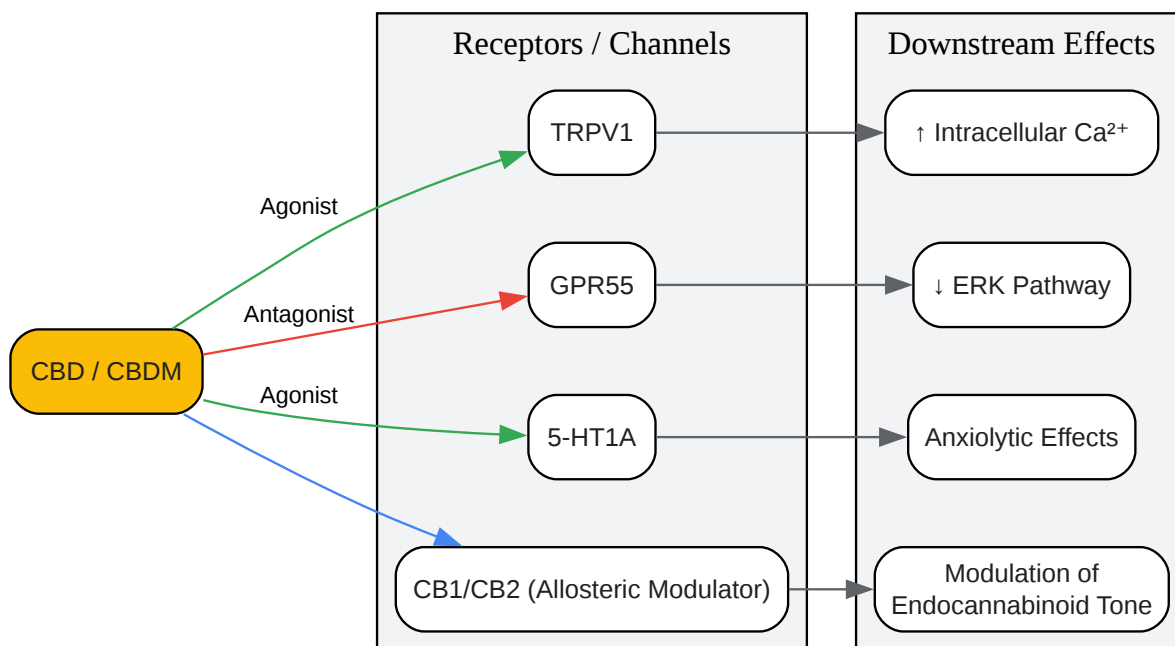 Receptors / Channels
Downstream Effects
TRPV1
↑ Intracellular Ca²⁺
Agonist
GPR55
↓ ERK Pathway
Antagonist
CBD / CBDM
Agonist
5-HT1A
Anxiolytic Effects
CB1/CB2 (Allosteric Modulator)
Modulation of
Endocannabinoid Tone